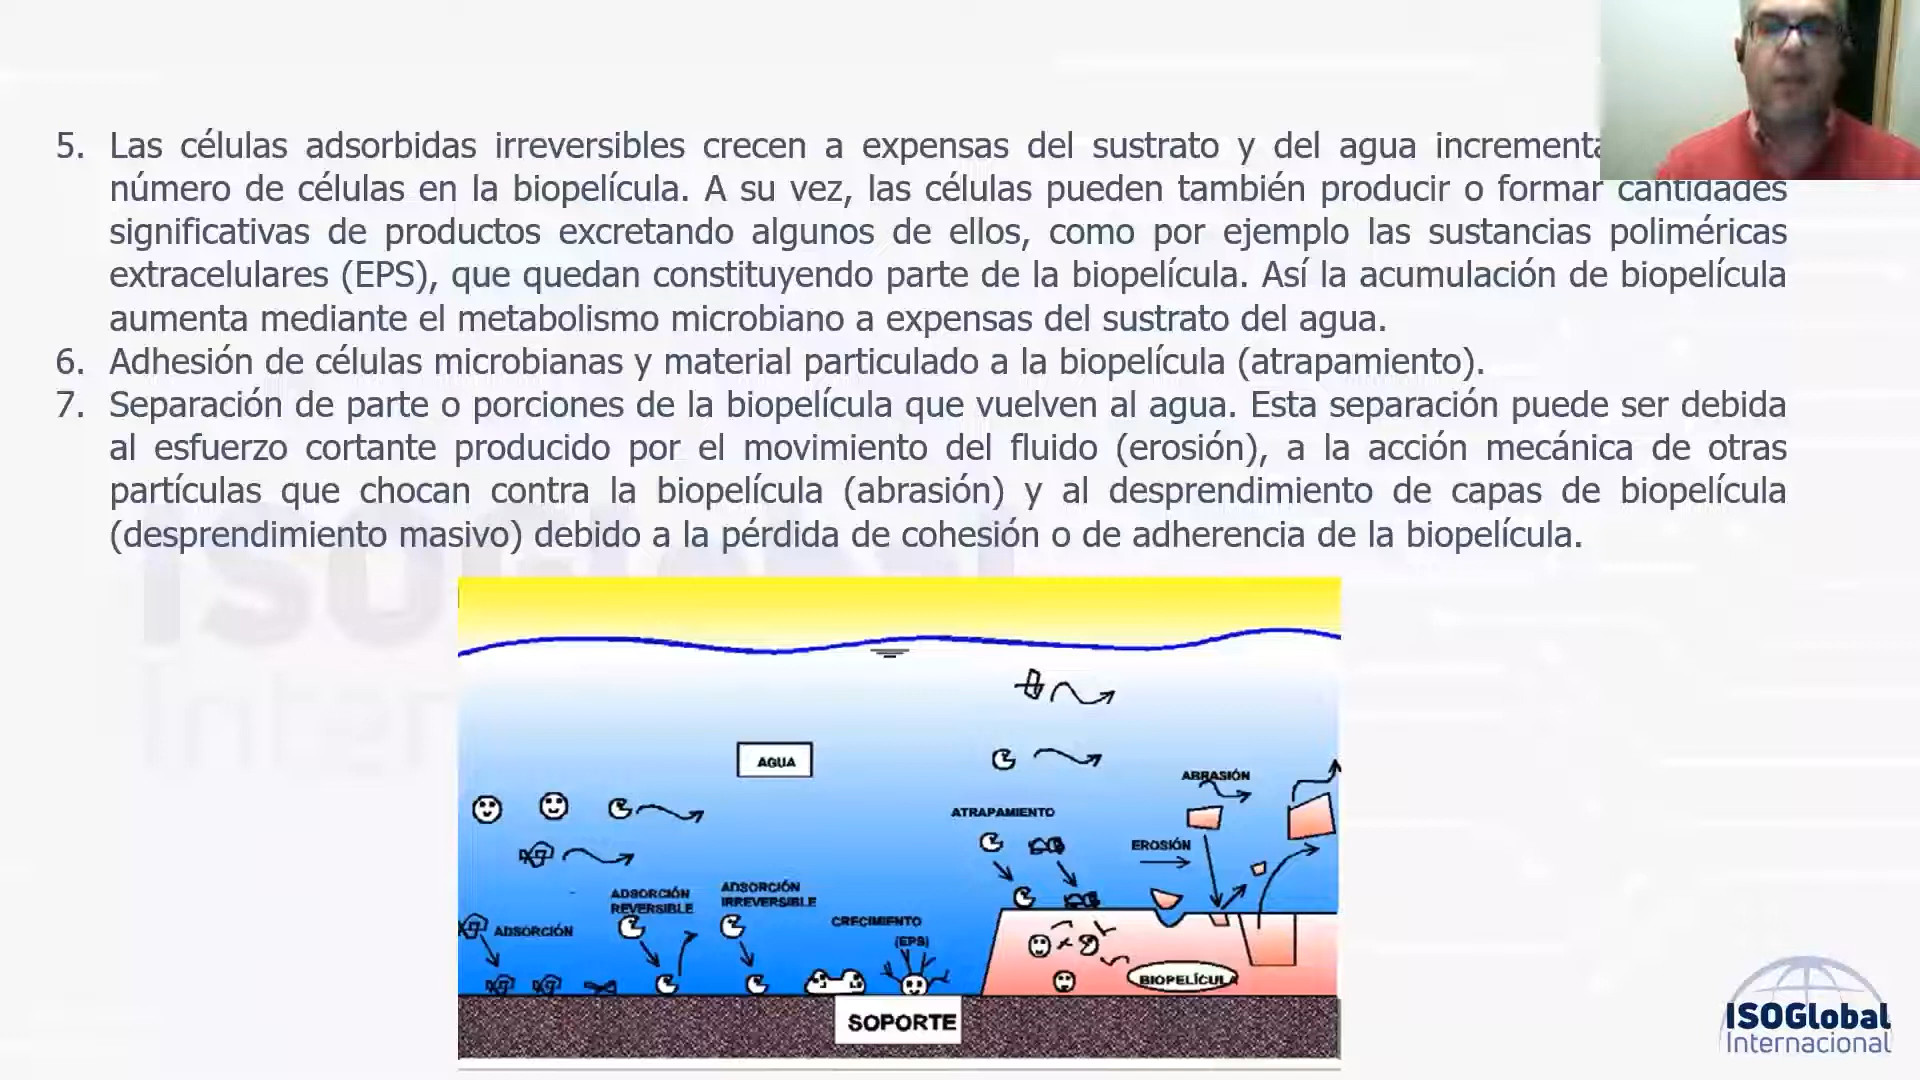 5. Las células adsorbidas irreversibles crecen a expensas del sustrato y del agua
número de células en la biopelícula. A su vez, las células pueden también producir o formar cantidades
significativas de productos excretando algunos de ellos, como por ejemplo las sustancias poliméricas
extracelulares (EPS), que quedan constituyendo parte de la biopelícula. Así la acumulación de biopelícula
aumenta mediante el metabolismo microbiano a expensas del sustrato del agua.
6. Adhesión de células microbianas y material particulado a la biopelícula (atrapamiento).
7. Separación de parte o porciones de la biopelícula que vuelven al agua. Esta separación puede ser debida
al esfuerzo cortante producido por el movimiento del fluido (erosión), a la acción mecánica de otras
partículas que chocan contra la biopelícula (abrasión) y al desprendimiento de capas de biopelícula
(desprendimiento masivo) debido a la pérdida de cohesión o de adherencia de la biopelícula.
AGUA
ABRASIÓN
ATRAPAMIENTO
EROSIÓN
ADSORCIÓN
REVERSIBLE
ADSORCIÓN
IRREVERSIBLE
CRECIMIENTO
(EPS)
ADSORCIÓN
BIOPELÍCULA
SOPORTE
ISOGlobal
Internacional